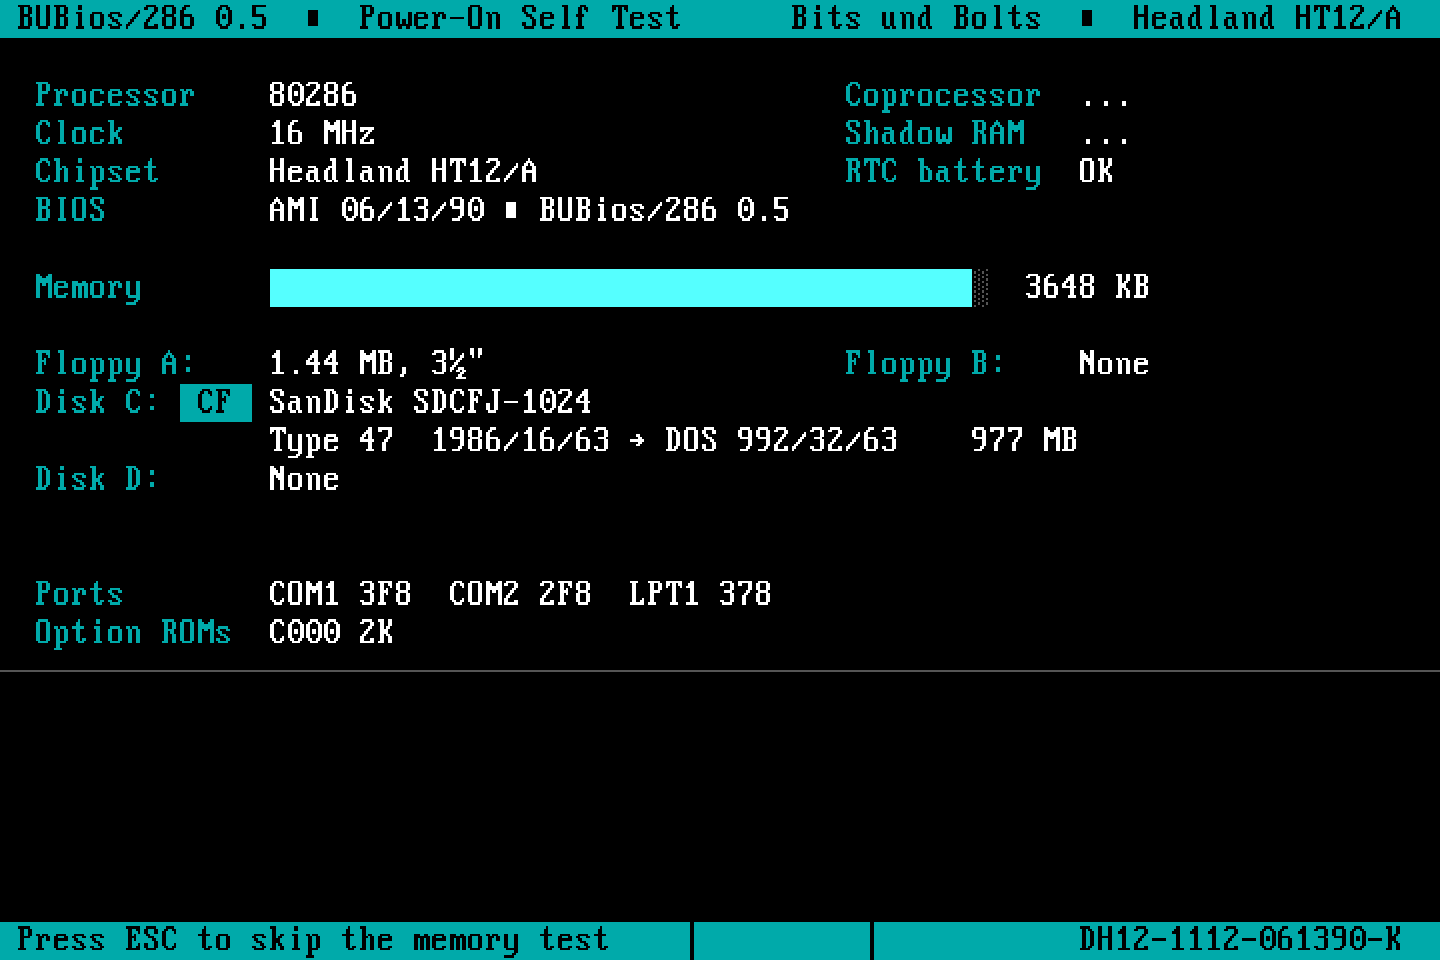 BUBios/286 0.5 ■ Power-On Self Test Bits und Bolts ■ Headland HT12/A
Processor 80286 Coprocessor ...
Clock 16 MHz Shadow RAM ...
Chipset Headland HT12/A RTC battery OK
BIOS AMI 06/13/90 ■ BUBios/286 0.5
Memory 3648 KB
Floppy A: 1.44 MB, 3½" Floppy B: None
Disk C: CF SanDisk SDCFJ-1024
Type 47 1986/16/63 → DOS 992/32/63 977 MB
Disk D: None
Ports COM1 3F8 COM2 2F8 LPT1 378
Option ROMs C000 2K
Press ESC to skip the memory test DH12-1112-061390-K